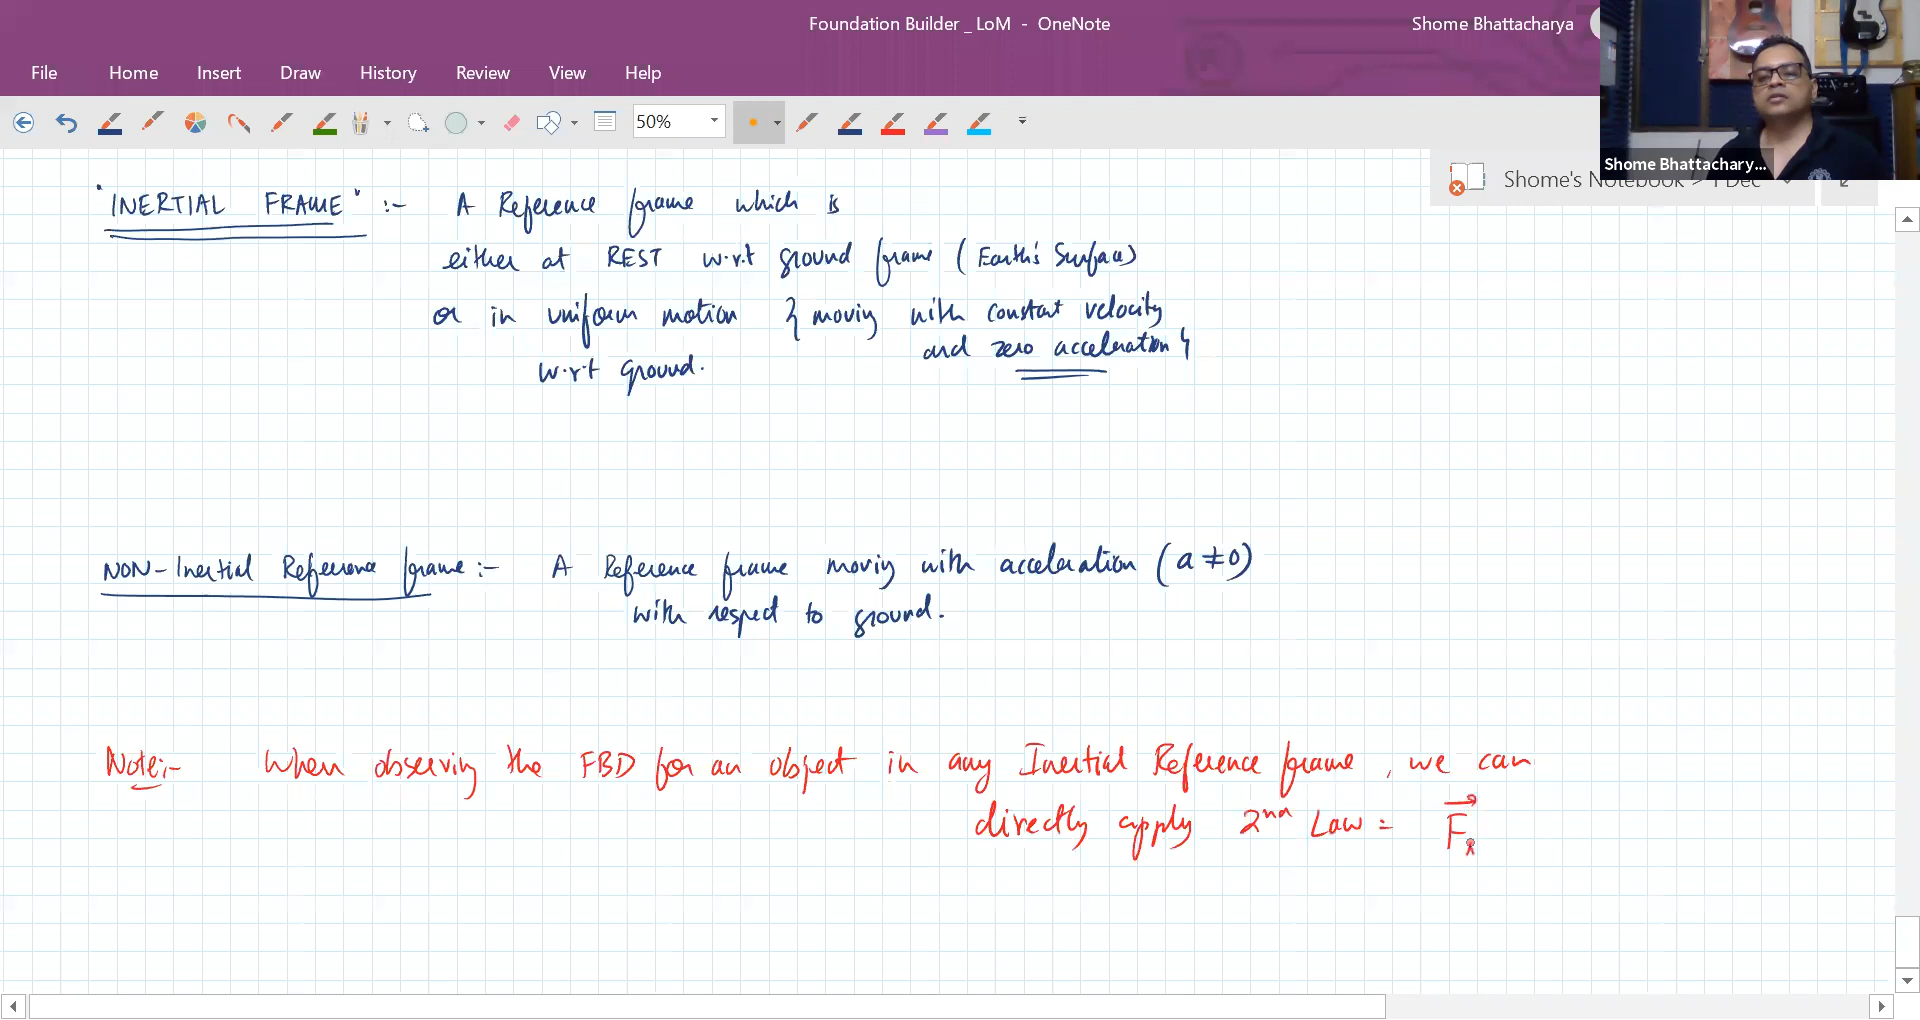 Foundation Builder _ LoM - OneNote
Shome Bhattacharya
File Home Insert Draw History Review View Help
50%
Shome Bhattachary...
Shome's Notebook > 1 Dec
"INERTIAL FRAME" :- A Reference frame which is
either at REST w.r.t ground frame (Earth's Surface)
or in uniform motion { moving with constant velocity
and zero acceleration }
w.r.t ground.
NON-Inertial Reference frame :- A Reference frame moving with acceleration (a ≠ 0)
with respect to ground.
Note:- When observing the FBD for an object in any Inertial Reference frame, we can
directly apply 2nd Law = F